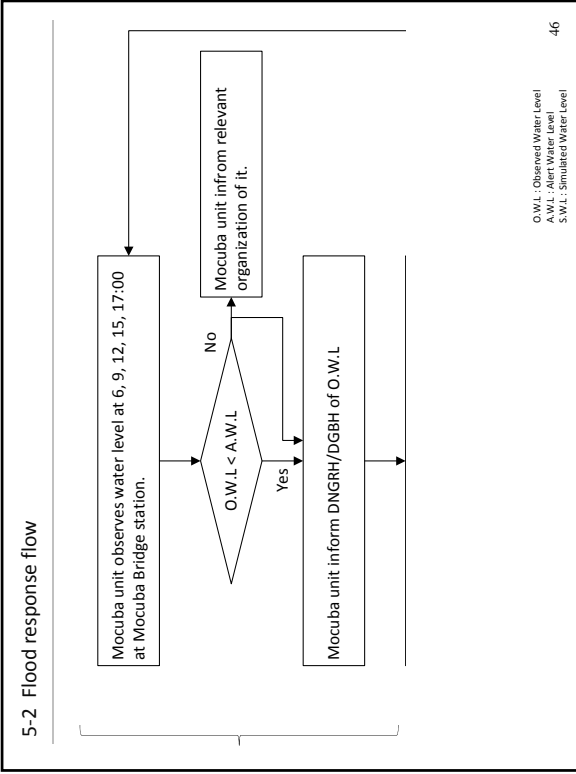 5-2 Flood response flow
Mocuba unit observes water level at 6, 9, 12, 15, 17:00
at Mocuba Bridge station.
O.W.L < A.W.L
No
Yes
Mocuba unit infrom relevant
organization of it.
Mocuba unit inform DNGRH/DGBH of O.W.L
O.W.L : Observed Water Level
A.W.L : Alert Water Level
S.W.L : Simulated Water Level
46